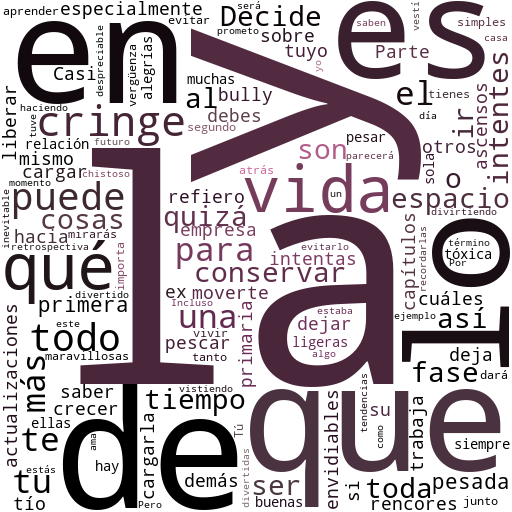 aprender especialmente evitar será prometo saben simples vesti
en Casi despreciable vergüenza alegrías muchas Decide sobre tuyo yo Parte casa
y es
liberar haciendo tuve cringe al bully debes el tienes día intentes
relación futuro segundo pesar otros ir ascensos
inevitable momento mismo cargar chistoso atrás son parecerá sola
puede cosas refiero vida un o espacio
retrospectiva hacia mirarás quizá empresa evitarlo divirtiendo
qué importa para intentas término Por recordarlas capítulos tóxica
la lo
divertido primera Incluso ex moverte conservar
actualizaciones este una ligeras algo ejemplo cuáles
todo vivir pescar estaba dejar así
maravillosas tanto primaria deja dará
más saber vistiendo fase
te crecer tiempo tendencias como su trabaja
ellas ama cargarla Tú envidiables si siempre
de que
tu estás hay demás divertidas ser toda pesada
tío Pero buenas rencores junto